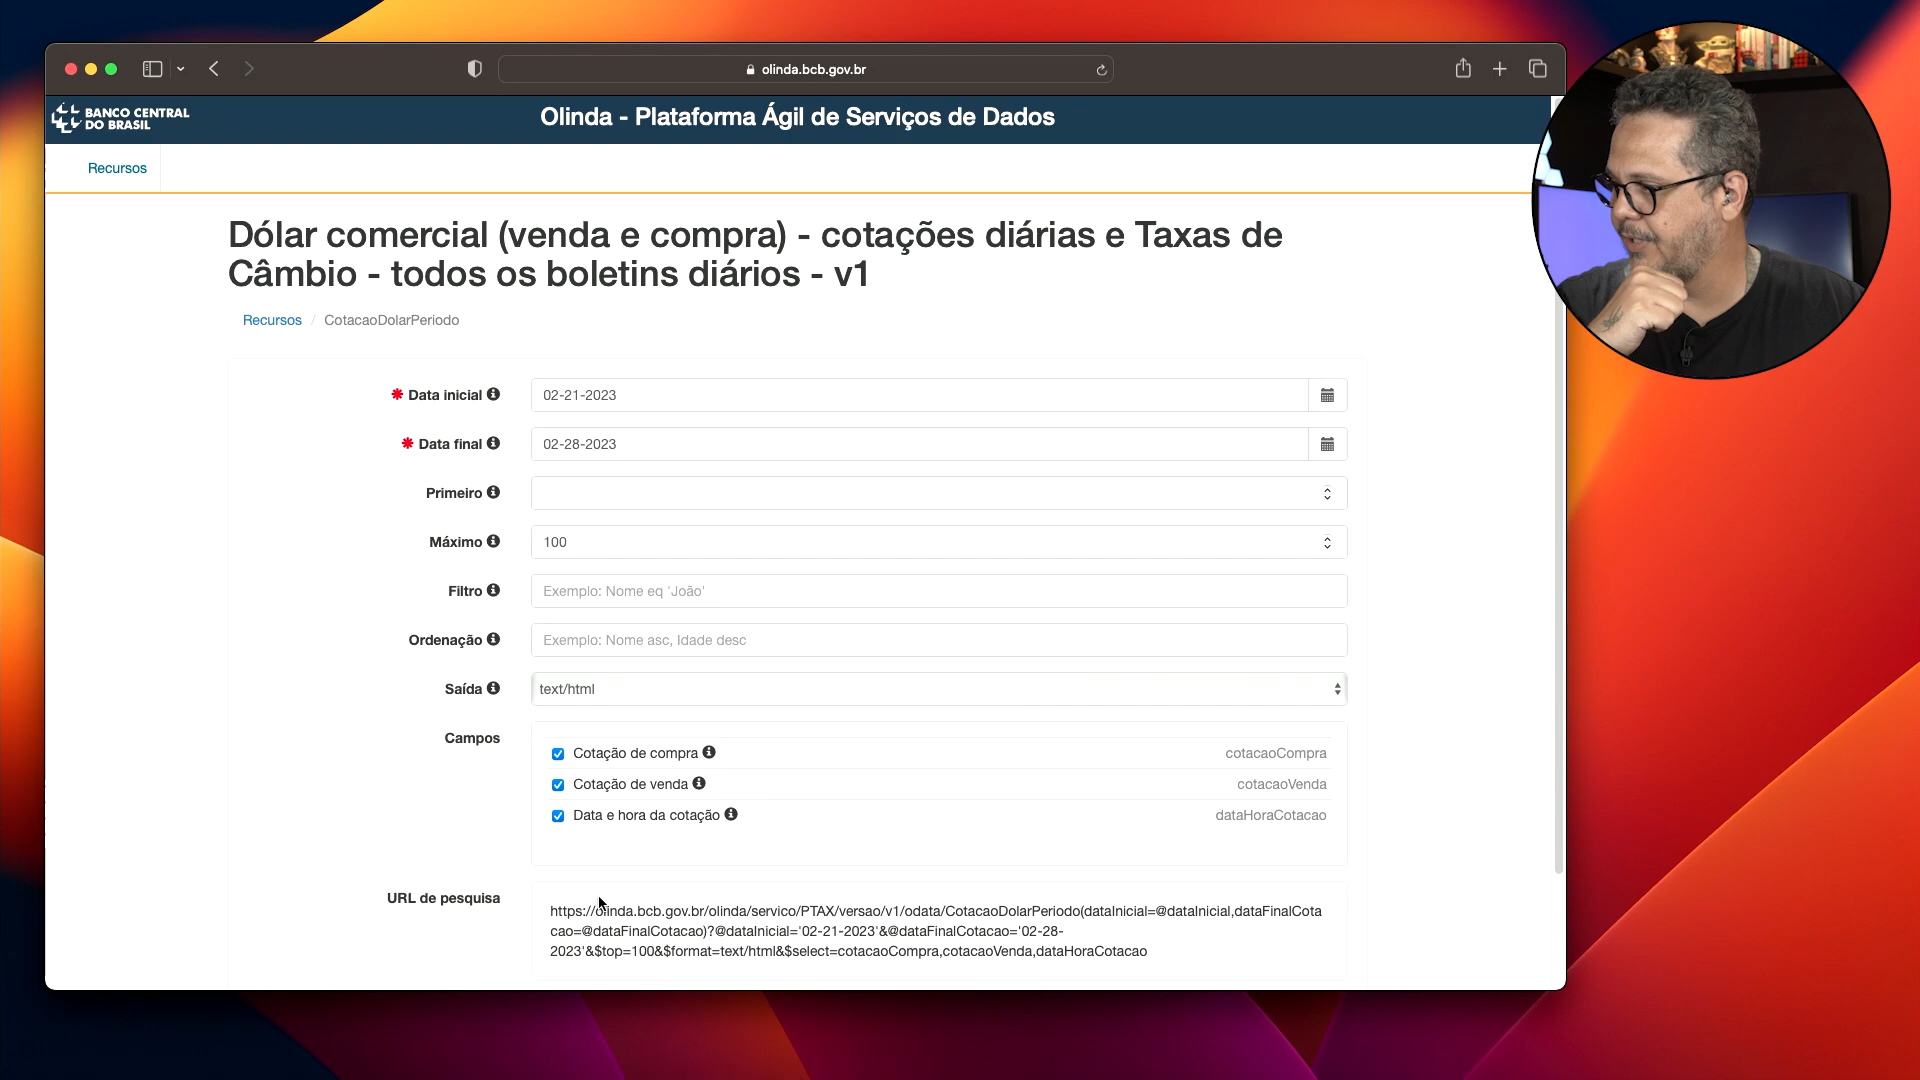 olinda.bcb.gov.br
BANCO CENTRAL
DO BRASIL
Olinda - Plataforma Ágil de Serviços de Dados
Recursos
Dólar comercial (venda e compra) - cotações diárias e Taxas de
Câmbio - todos os boletins diários - v1
Recursos / CotacaoDolarPeriodo
Data inicial 02-21-2023
Data final 02-28-2023
Primeiro
Máximo 100
Filtro Exemplo: Nome eq 'João'
Ordenação Exemplo: Nome asc, Idade desc
Saída text/html
Campos
Cotação de compra cotacaoCompra
Cotação de venda cotacaoVenda
Data e hora da cotação dataHoraCotacao
URL de pesquisa
https://olinda.bcb.gov.br/olinda/servico/PTAX/versao/v1/odata/CotacaoDolarPeriodo(dataInicial=@dataInicial,dataFinalCota
cao=@dataFinalCotacao)?@dataInicial='02-21-2023'&@dataFinalCotacao='02-28-
2023'&$top=100&$format=text/html&$select=cotacaoCompra,cotacaoVenda,dataHoraCotacao